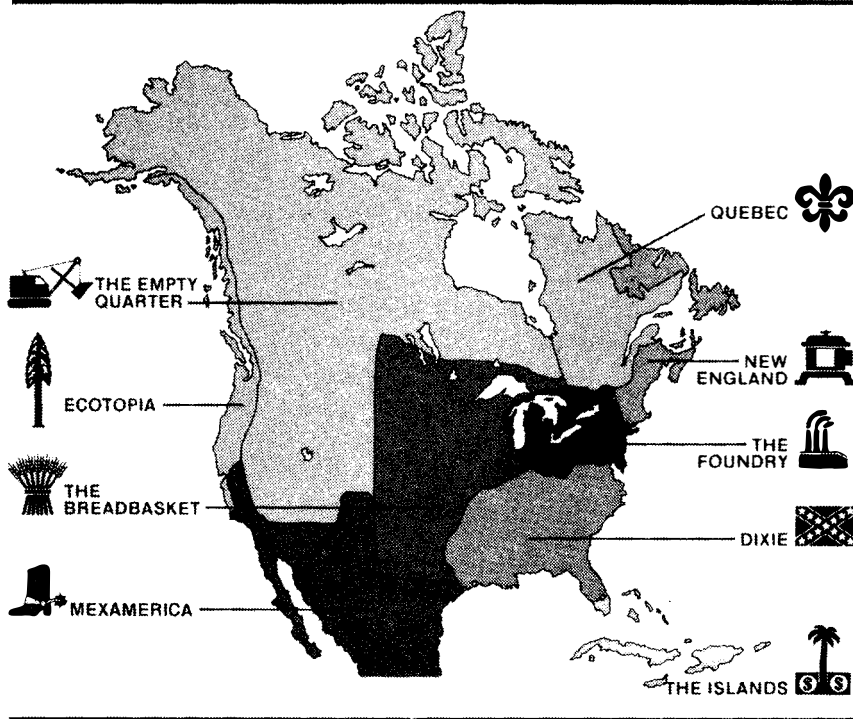 QUEBEC
THE EMPTY
QUARTER
NEW
ENGLAND
ECOTOPIA
THE
FOUNDRY
THE
BREADBASKET
DIXIE
MEXAMERICA
THE ISLANDS
$ $